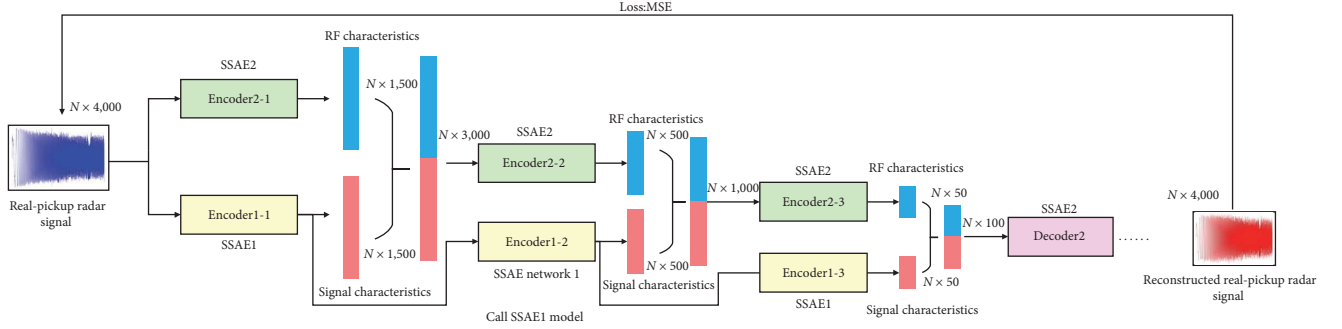 Loss:MSE
N × 4,000
Real-pickup radar
signal
SSAE2
Encoder2-1
Encoder1-1
SSAE1
RF characteristics
N × 1,500
N × 1,500
Signal characteristics
N × 3,000
SSAE2
Encoder2-2
Encoder1-2
SSAE network 1
Call SSAE1 model
RF characteristics
N × 500
N × 500
Signal characteristics
N × 1,000
SSAE2
Encoder2-3
Encoder1-3
SSAE1
RF characteristics
N × 50
N × 50
Signal characteristics
N × 100
SSAE2
Decoder2
......
N × 4,000
Reconstructed real-pickup radar
signal